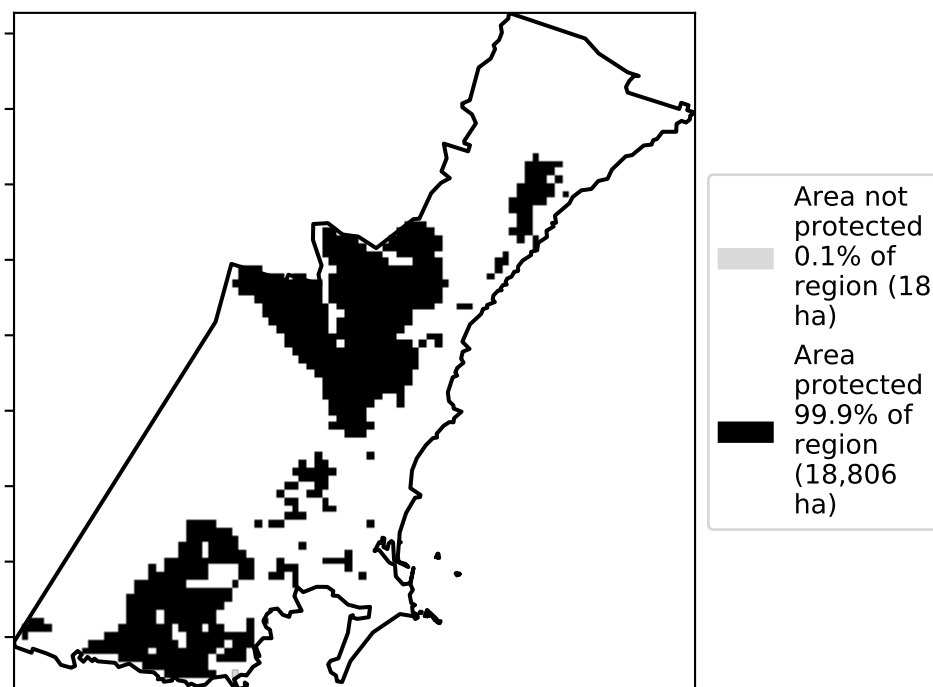 Area not
protected
0.1% of
region (18
ha)
Area
protected
99.9% of
region
(18,806
ha)